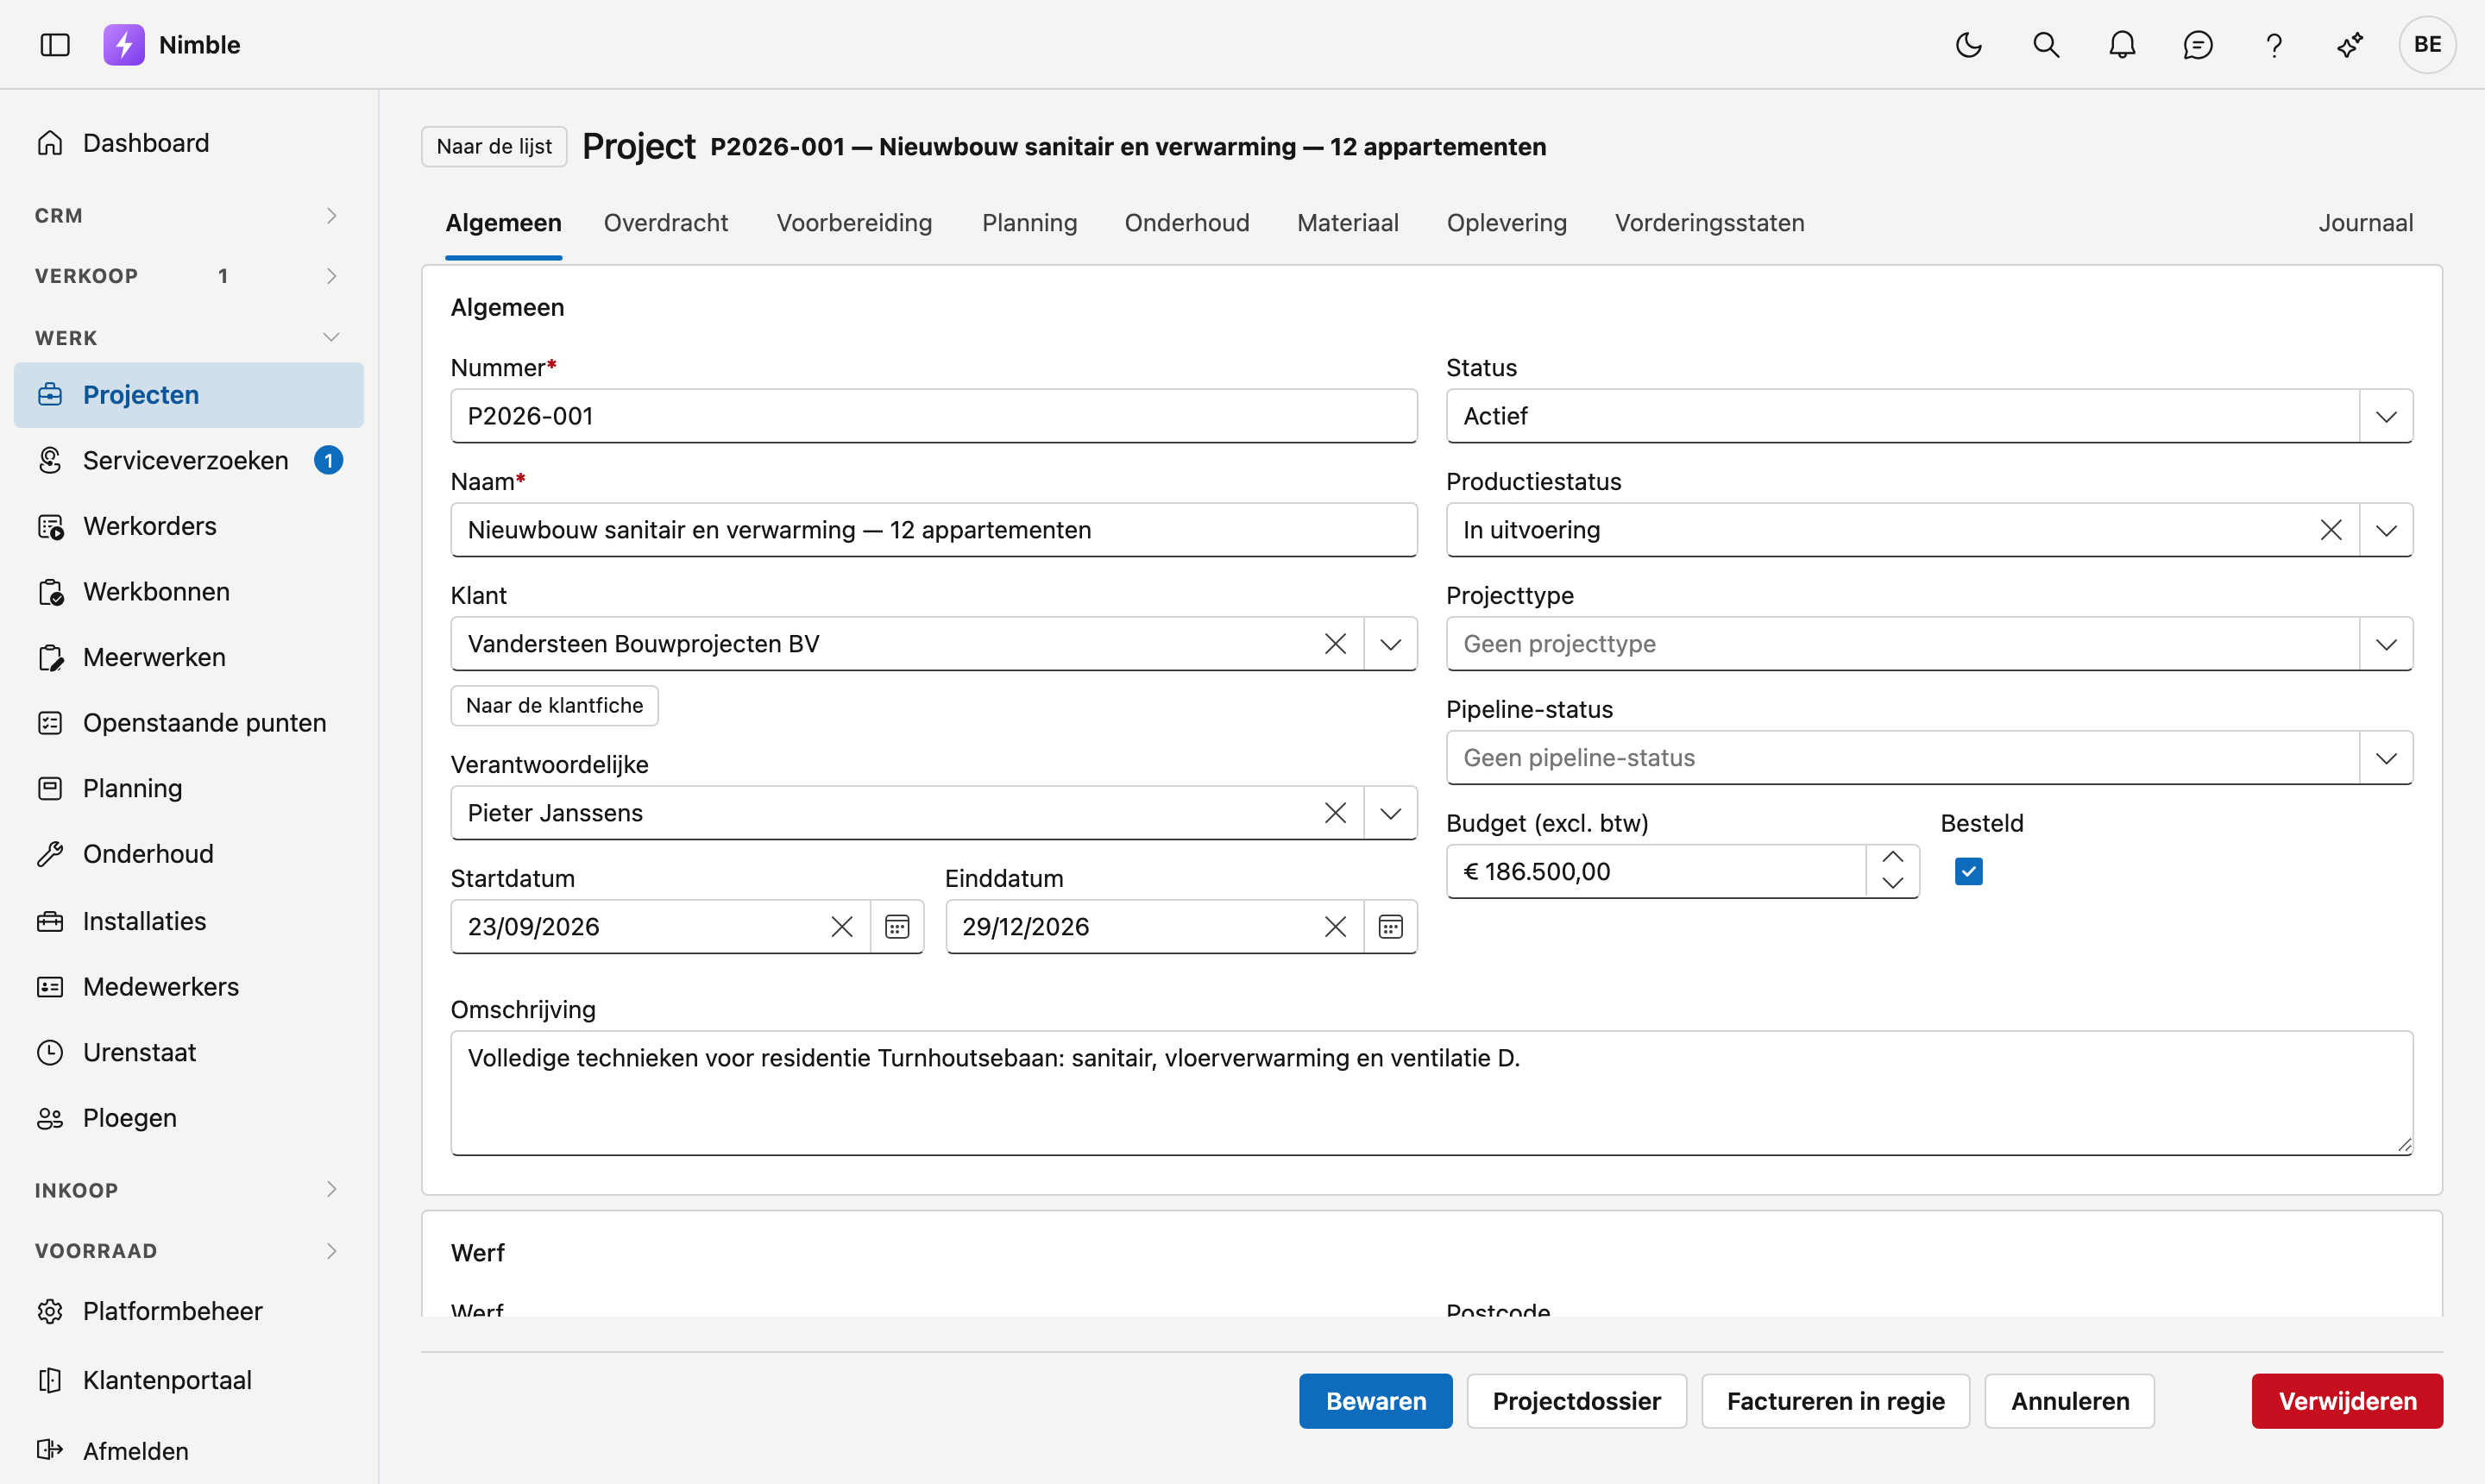 Nimble
BE
Dashboard
CRM
VERKOOP 1
WERK
Projecten
Serviceverzoeken 1
Werkorders
Werkbonnen
Meerwerken
Openstaande punten
Planning
Onderhoud
Installaties
Medewerkers
Urenstaat
Ploegen
INKOOP
VOORRAAD
Platformbeheer
Klantenportaal
Afmelden
Naar de lijst Project P2026-001 — Nieuwbouw sanitair en verwarming — 12 appartementen
Algemeen Overdracht Voorbereiding Planning Onderhoud Materiaal Oplevering Vorderingsstaten Journaal
Algemeen
Nummer*
P2026-001
Naam*
Nieuwbouw sanitair en verwarming — 12 appartementen
Klant
Vandersteen Bouwprojecten BV
Naar de klantfiche
Verantwoordelijke
Pieter Janssens
Startdatum Einddatum
23/09/2026 29/12/2026
Status
Actief
Productiestatus
In uitvoering
Projecttype
Geen projecttype
Pipeline-status
Geen pipeline-status
Budget (excl. btw) Besteld
€ 186.500,00
Omschrijving
Volledige technieken voor residentie Turnhoutsebaan: sanitair, vloerverwarming en ventilatie D.
Werf
Werf Postcode
Bewaren Projectdossier Factureren in regie Annuleren Verwijderen